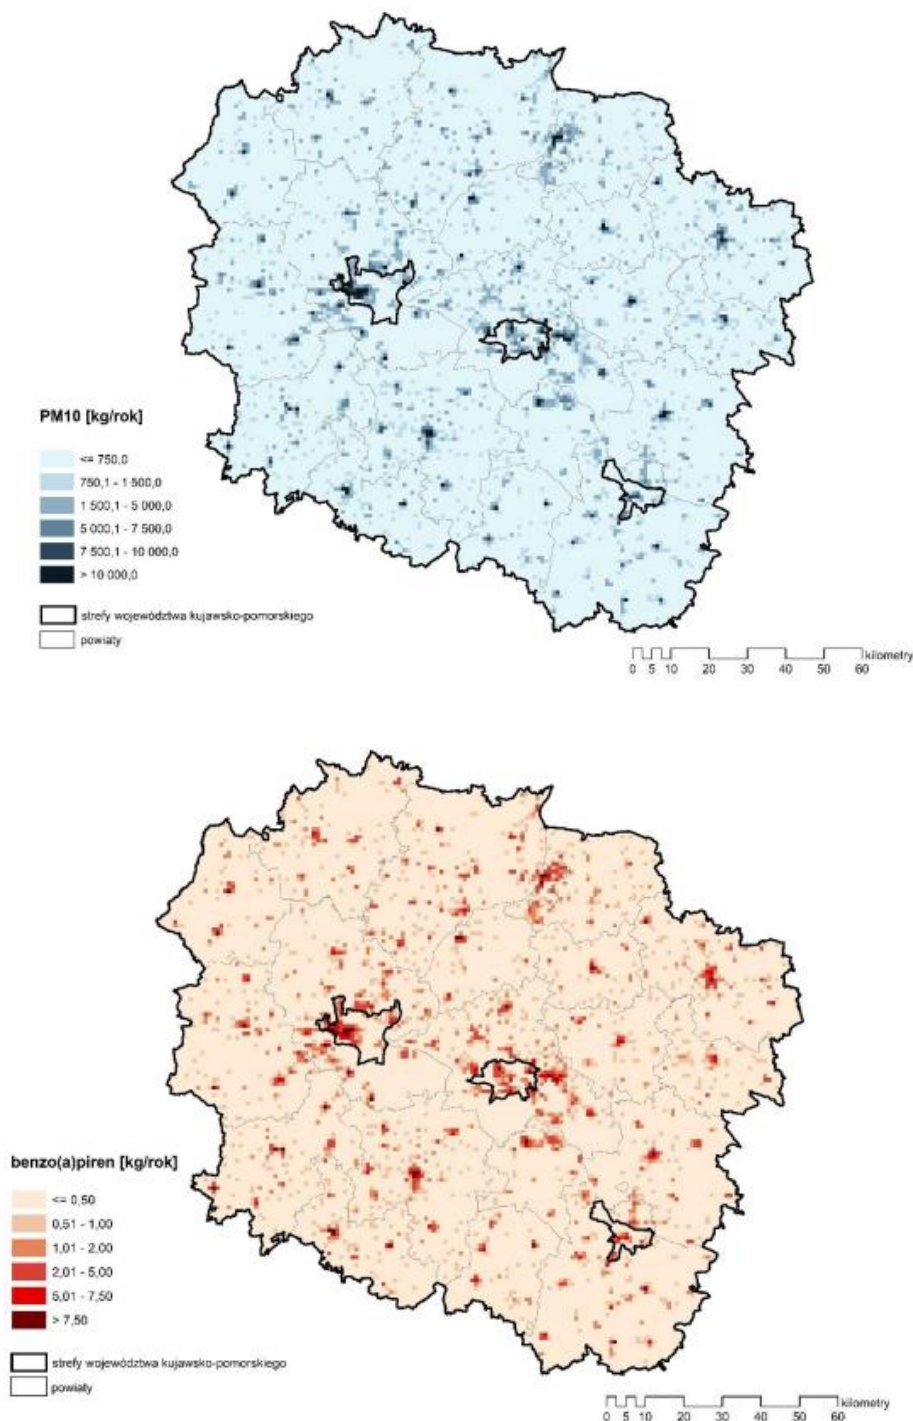 PM10 [kg/rok]
<= 750,0
750,1 - 1 500,0
1 500,1 - 5 000,0
5 000,1 - 7 500,0
7 500,1 - 10 000,0
> 10 000,0
strefy województwa kujawsko-pomorskiego
powiaty
kilometry
0 5 10 20 30 40 50 60
benzo(a)piren [kg/rok]
<= 0,50
0,51 - 1,00
1,01 - 2,00
2,01 - 5,00
5,01 - 7,50
> 7,50
strefy województwa kujawsko-pomorskiego
powiaty
kilometry
0 5 10 20 30 40 50 60